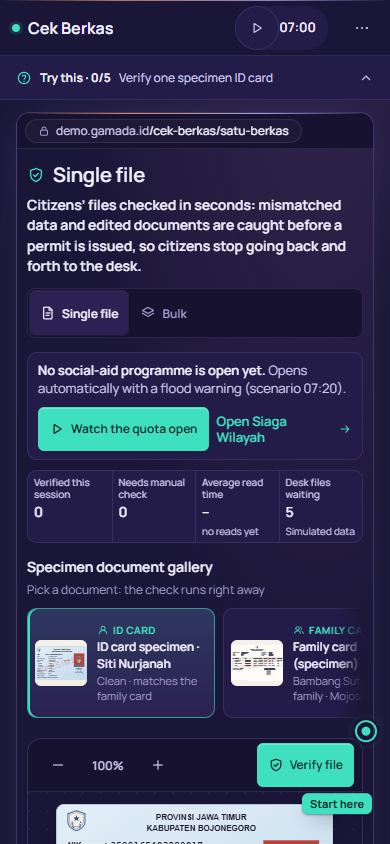 Cek Berkas
07:00
Try this · 0/5 Verify one specimen ID card
demo.gamada.id/cek-berkas/satu-berkas
Single file
Citizens' files checked in seconds: mismatched
data and edited documents are caught before a
permit is issued, so citizens stop going back and
forth to the desk.
Single file
Bulk
No social-aid programme is open yet. Opens
automatically with a flood warning (scenario 07:20).
Watch the quota open
Open Siaga
Wilayah
Verified this
session
0
Needs manual
check
0
Average read
time
–
no reads yet
Desk files
waiting
5
Simulated data
Specimen document gallery
Pick a document: the check runs right away
ID CARD
ID card specimen ·
Siti Nurjanah
Clean · matches the
family card
FAMILY CA
Family card
(specimen)
Bambang Sut
family · Mojos
100%
Verify file
Start here
PROVINSI JAWA TIMUR
KABUPATEN BOJONEGORO